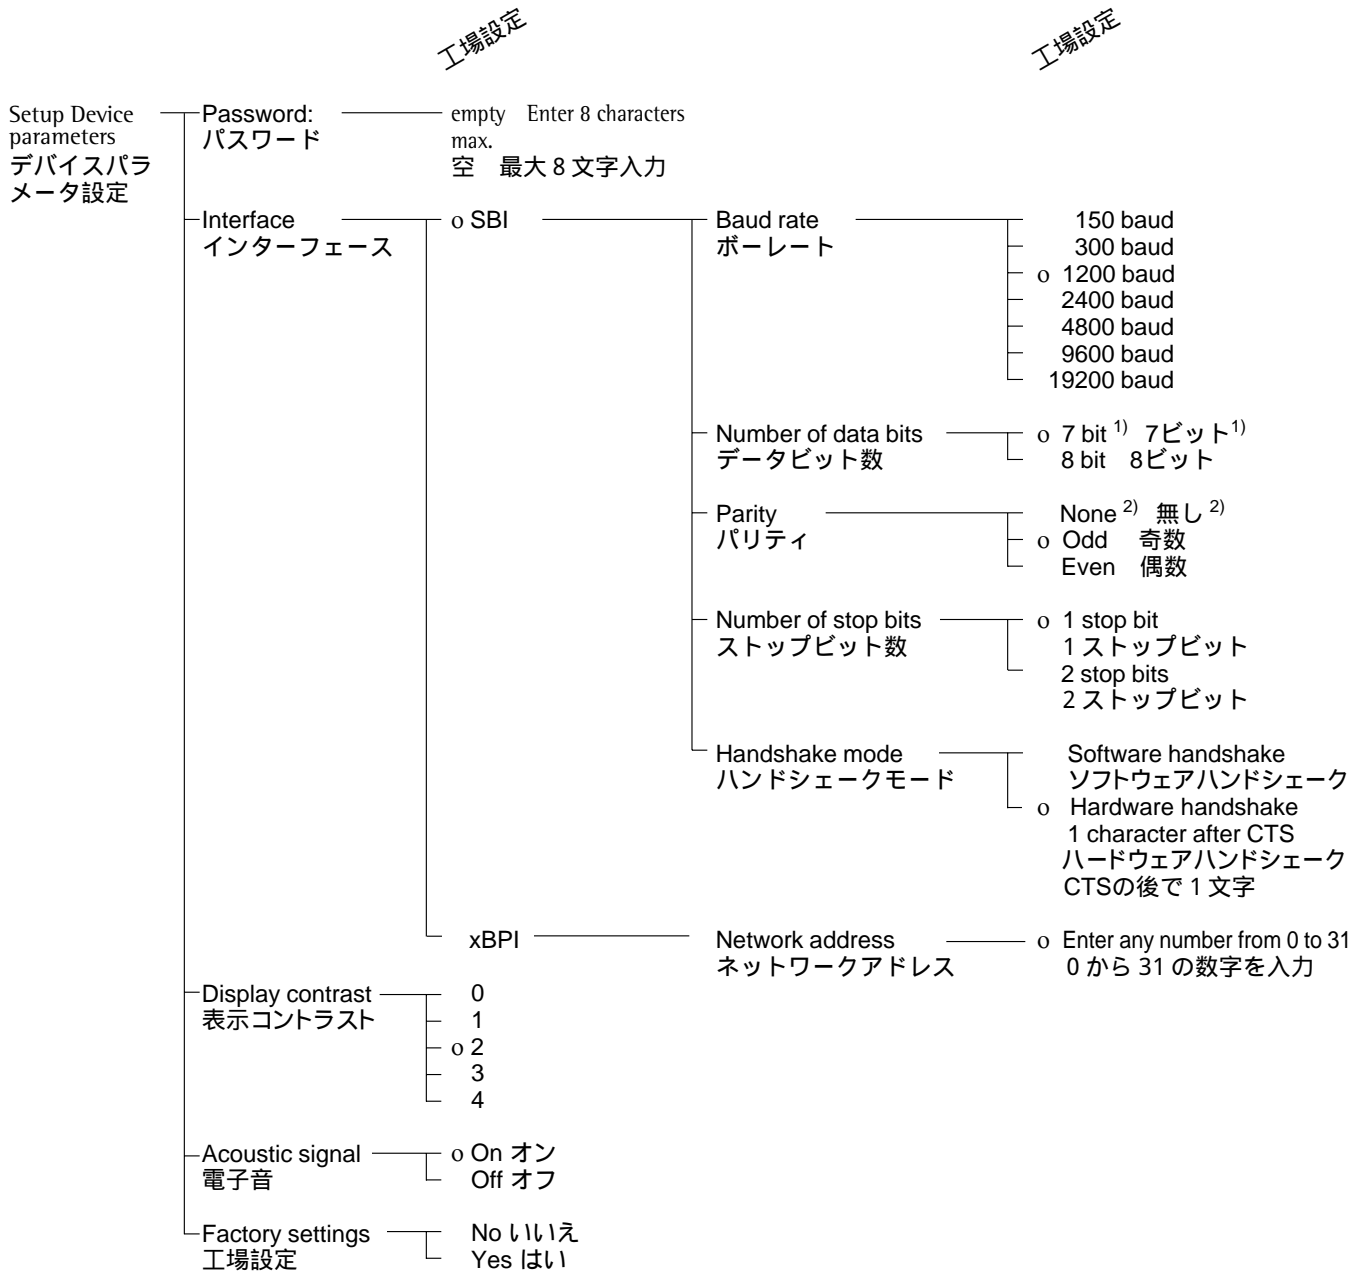 工場設定
工場設定
Setup Device
parameters
デバイスパラ
メータ設定
Password:
パスワード
empty Enter 8 characters
max.
空 最大 8 文字入力
Interface
インターフェース
o SBI
Baud rate
ボーレート
150 baud
300 baud
o 1200 baud
2400 baud
4800 baud
9600 baud
19200 baud
Number of data bits
データビット数
o 7 bit 1) 7ビット1)
8 bit 8ビット
Parity
パリティ
None 2) 無し 2)
o Odd 奇数
Even 偶数
Number of stop bits
ストップビット数
o 1 stop bit
1 ストップビット
2 stop bits
2 ストップビット
Handshake mode
ハンドシェークモード
Software handshake
ソフトウェアハンドシェーク
o Hardware handshake
1 character after CTS
ハードウェアハンドシェーク
CTSの後で 1 文字
xBPI
Network address
ネットワークアドレス
o Enter any number from 0 to 31
0 から 31 の数字を入力
Display contrast
表示コントラスト
0
1
o 2
3
4
Acoustic signal
電子音
o On オン
Off オフ
Factory settings
工場設定
No いいえ
Yes はい